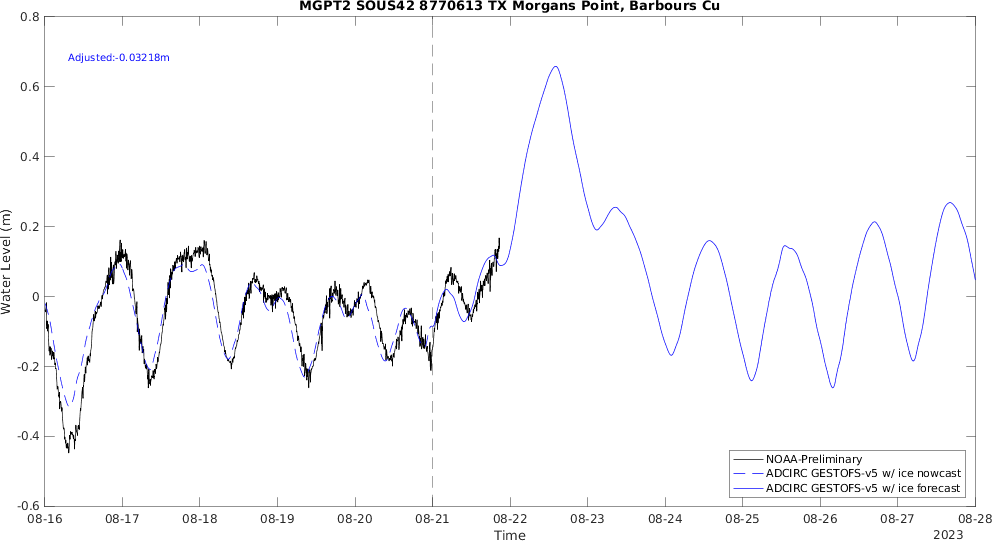 MGPT2 SOUS42 8770613 TX Morgans Point, Barbours Cu
Adjusted:-0.03218m
Water Level (m)
0.8
0.6
0.4
0.2
0
-0.2
-0.4
-0.6
NOAA-Preliminary
ADCIRC GESTOFS-v5 w/ ice nowcast
ADCIRC GESTOFS-v5 w/ ice forecast
08-16 08-17 08-18 08-19 08-20 08-21 08-22 08-23 08-24 08-25 08-26 08-27 08-28
Time
2023